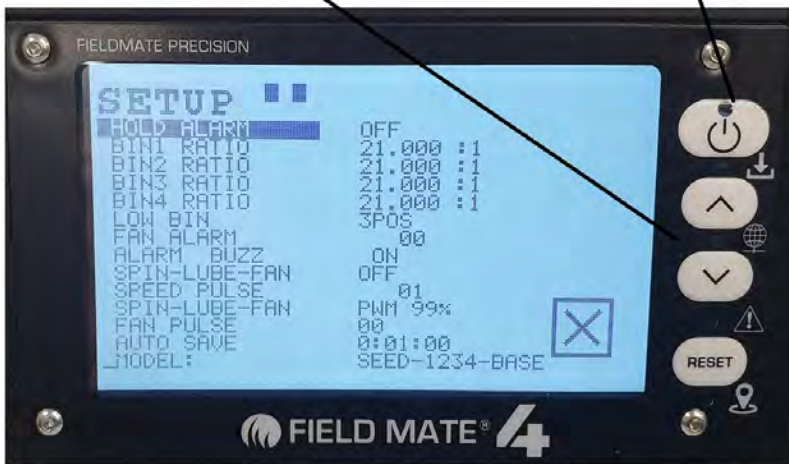 FIELDMATE PRECISION
SETUP
HOLD ALARM OFF
BIN1 RATIO 21.000 :1
BIN2 RATIO 21.000 :1
BIN3 RATIO 21.000 :1
BIN4 RATIO 21.000 :1
LOW BIN 3POS
FAN ALARM 00
ALARM BUZZ ON
SPIN-LUBE-FAN OFF
SPEED PULSE 01
SPIN-LUBE-FAN PWM 99%
FAN PULSE 00
AUTO SAVE 0:01:00
_MODEL: SEED-1234-BASE
RESET
FIELD MATE® 4